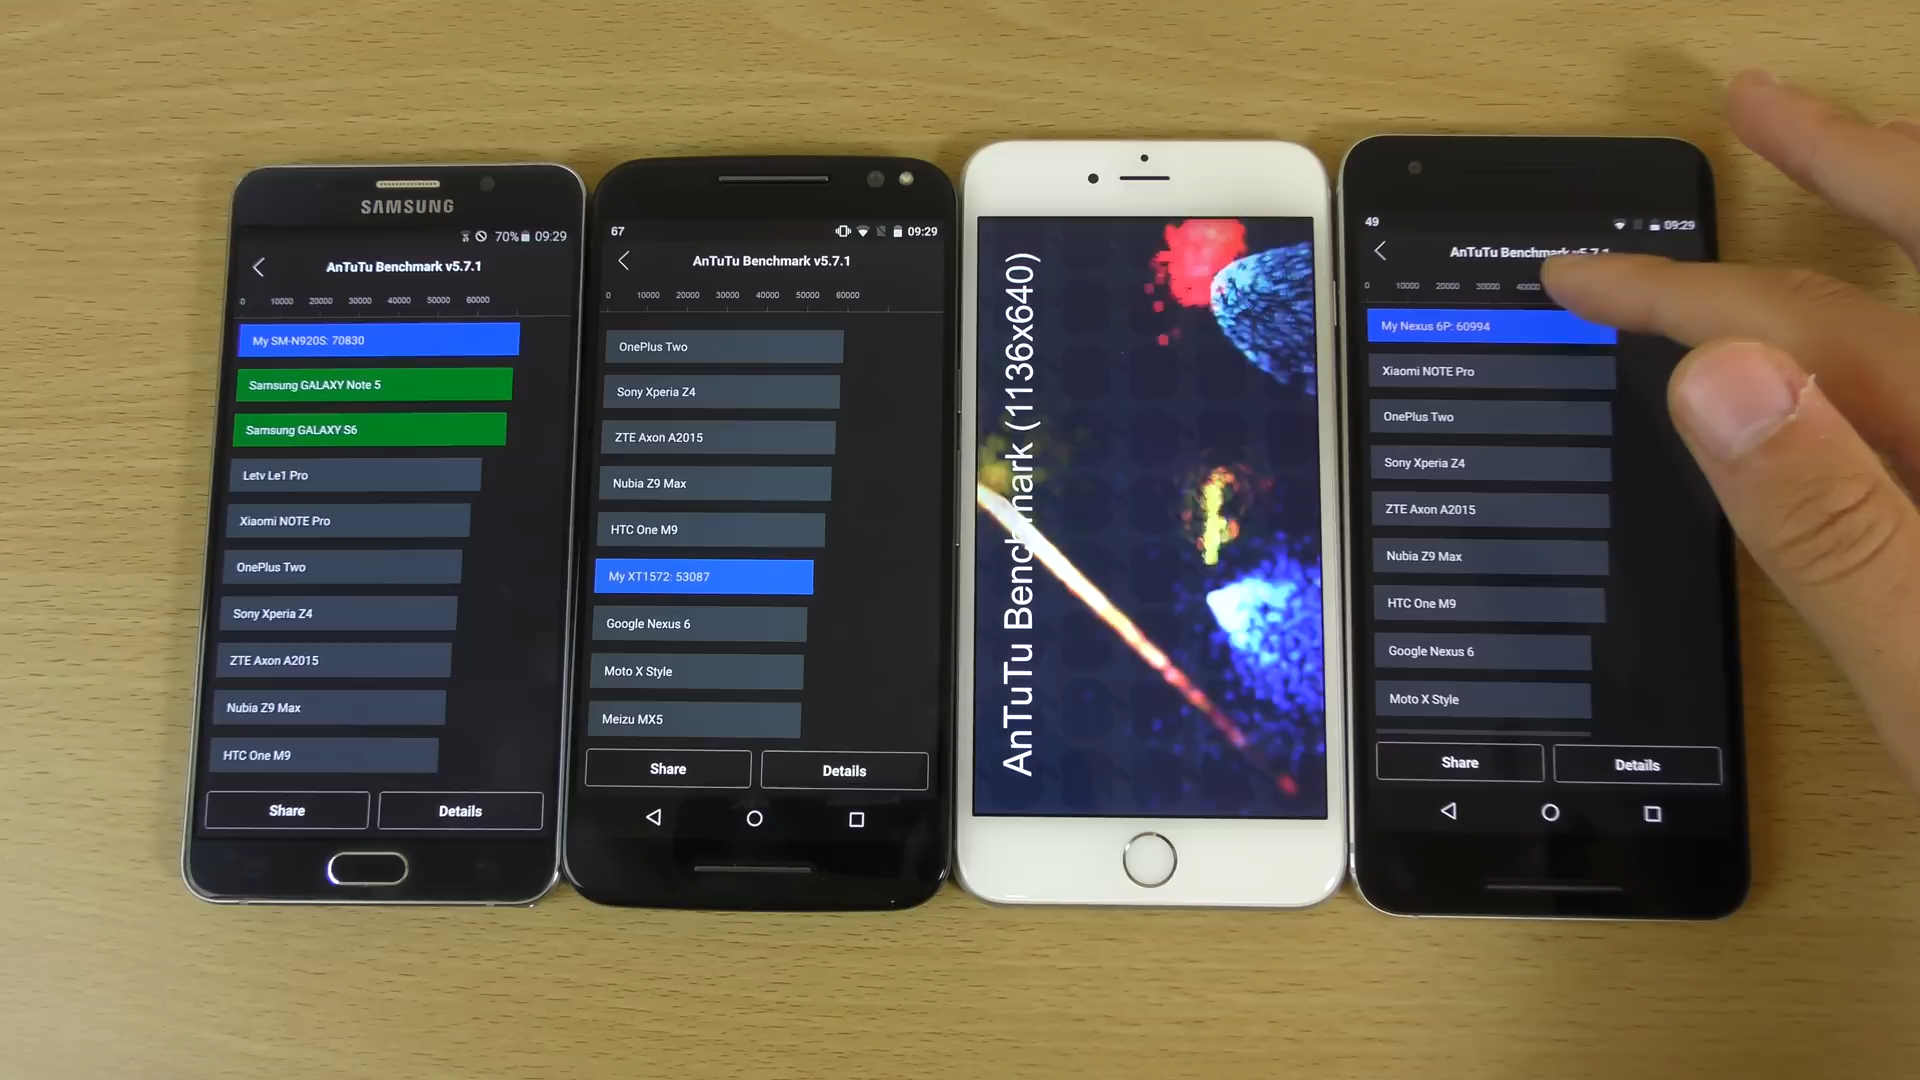 SAMSUNG
70% 09:29
AnTuTu Benchmark v5.7.1
0 10000 20000 30000 40000 50000 60000
My SM-N920S: 70830
Samsung GALAXY Note 5
Samsung GALAXY S6
Letv Le1 Pro
Xiaomi NOTE Pro
OnePlus Two
Sony Xperia Z4
ZTE Axon A2015
Nubia Z9 Max
HTC One M9
Share Details
67 09:29
AnTuTu Benchmark v5.7.1
0 10000 20000 30000 40000 50000 60000
OnePlus Two
Sony Xperia Z4
ZTE Axon A2015
Nubia Z9 Max
HTC One M9
My XT1572: 53087
Google Nexus 6
Moto X Style
Meizu MX5
Share Details
AnTuTu Benchmark (1136x640)
49 09:29
AnTuTu Benchmark v5.7.1
0 10000 20000 30000 40000
My Nexus 6P: 60994
Xiaomi NOTE Pro
OnePlus Two
Sony Xperia Z4
ZTE Axon A2015
Nubia Z9 Max
HTC One M9
Google Nexus 6
Moto X Style
Share Details